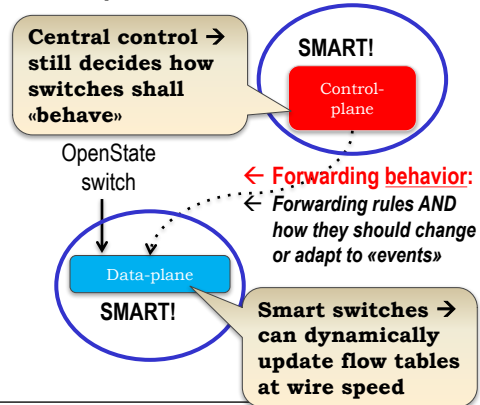 Central control →
still decides how
switches shall
«behave»
SMART!
Control-
plane
OpenState
switch
← Forwarding behavior:
← Forwarding rules AND
how they should change
or adapt to «events»
Data-plane
SMART!
Smart switches →
can dynamically
update flow tables
at wire speed